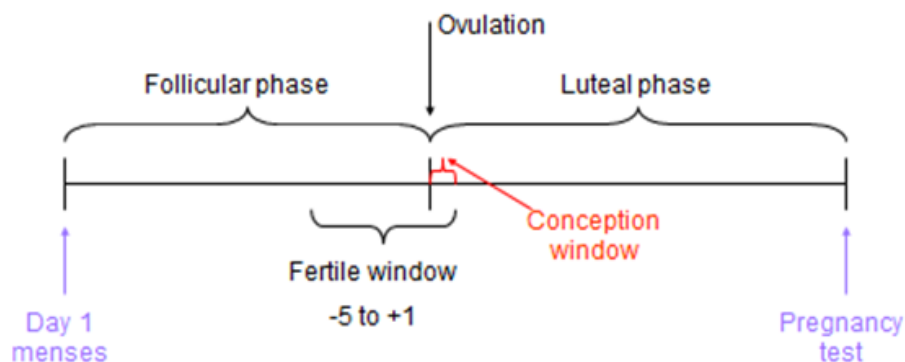 Ovulation
Follicular phase
Luteal phase
Conception
window
Fertile window
-5 to +1
Day 1
menses
Pregnancy
test